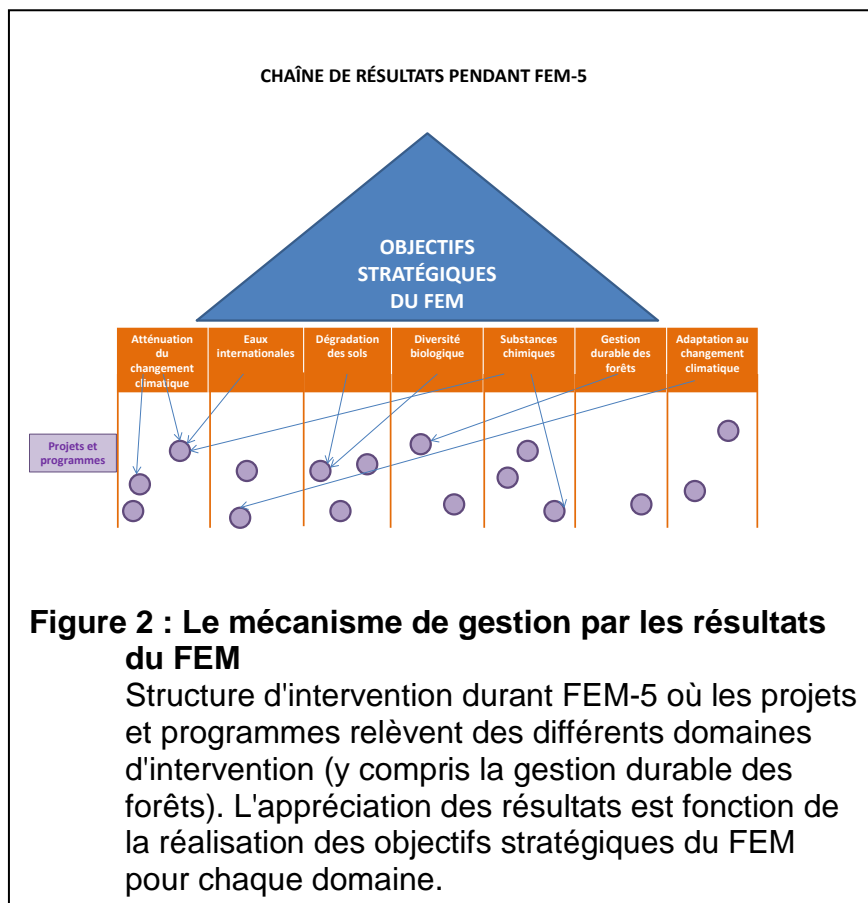 CHAÎNE DE RÉSULTATS PENDANT FEM-5
OBJECTIFS
STRATÉGIQUES
DU FEM
Atténuation
du
changement
climatique
Eaux
internationales
Dégradation
des sols
Diversité
biologique
Substances
chimiques
Gestion
durable des
forêts
Adaptation au
changement
climatique
Projets et
programmes
Figure 2 : Le mécanisme de gestion par les résultats
du FEM
Structure d'intervention durant FEM-5 où les projets
et programmes relèvent des différents domaines
d'intervention (y compris la gestion durable des
forêts). L'appréciation des résultats est fonction de
la réalisation des objectifs stratégiques du FEM
pour chaque domaine.